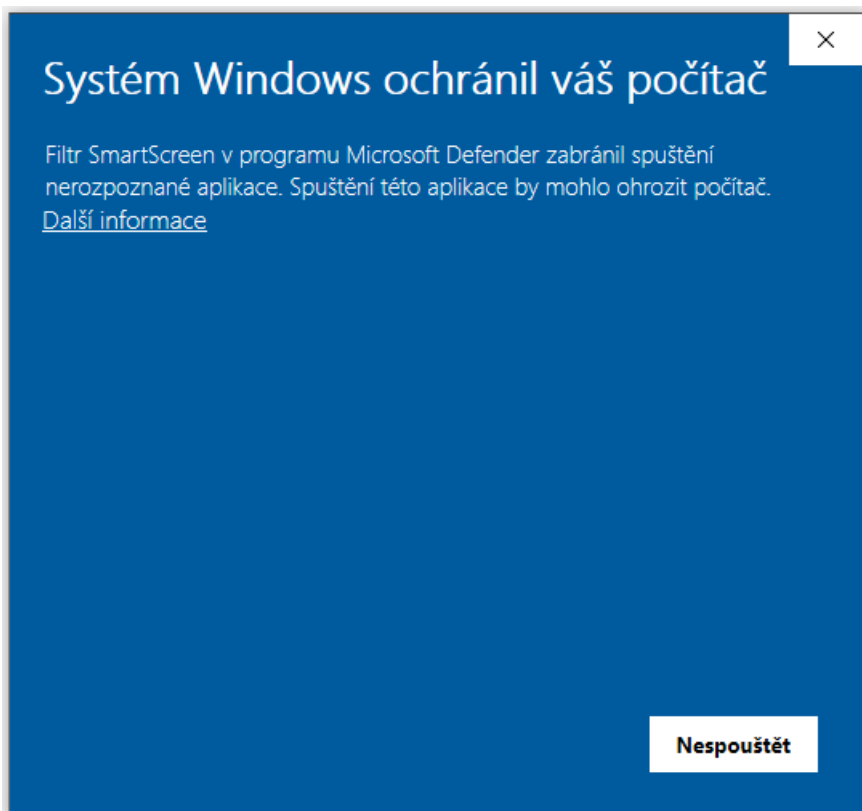 Systém Windows ochránil váš počítač
Filtr SmartScreen v programu Microsoft Defender zabránil spuštění
nerozpoznané aplikace. Spuštění této aplikace by mohlo ohrozit počítač.
Další informace
Nespouštět